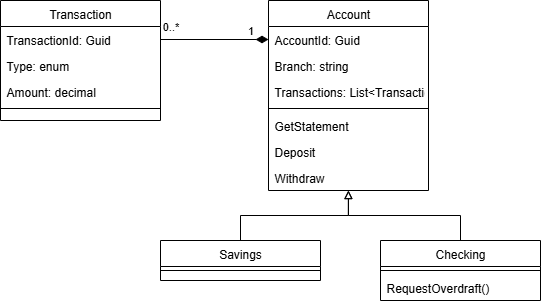 Transaction
TransactionId: Guid
Type: enum
Amount: decimal
0..*
1
Account
AccountId: Guid
Branch: string
Transactions: List<Transacti
GetStatement
Deposit
Withdraw
Savings
Checking
RequestOverdraft()